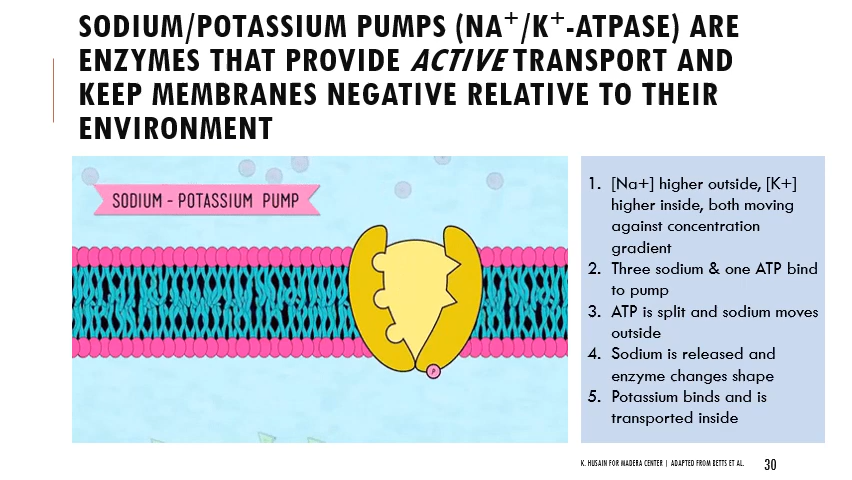 SODIUM/POTASSIUM PUMPS (NA⁺/K⁺-ATPASE) ARE
ENZYMES THAT PROVIDE ACTIVE TRANSPORT AND
KEEP MEMBRANES NEGATIVE RELATIVE TO THEIR
ENVIRONMENT
SODIUM - POTASSIUM PUMP
P
1. [Na+] higher outside, [K+]
higher inside, both moving
against concentration
gradient
2. Three sodium & one ATP bind
to pump
3. ATP is split and sodium moves
outside
4. Sodium is released and
enzyme changes shape
5. Potassium binds and is
transported inside
K. HUSAIN FOR MADERA CENTER | ADAPTED FROM BETTS ET AL.
30